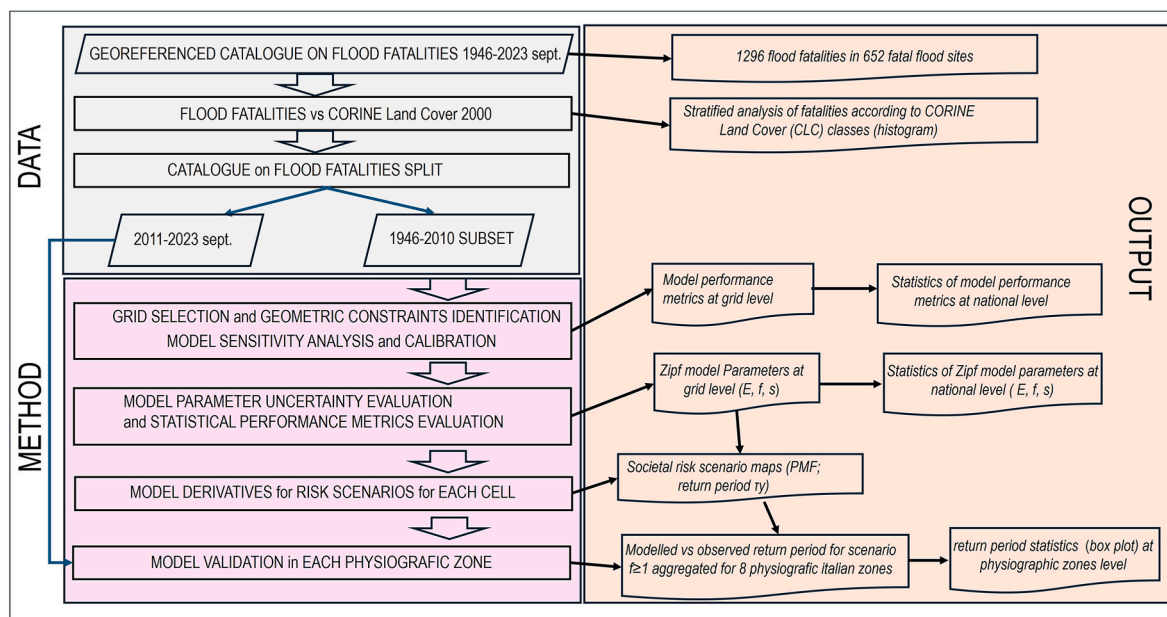 DATA
GEOREFERENCED CATALOGUE ON FLOOD FATALITIES 1946-2023 sept.
FLOOD FATALITIES vs CORINE Land Cover 2000
CATALOGUE on FLOOD FATALITIES SPLIT
2011-2023 sept.
1946-2010 SUBSET
METHOD
GRID SELECTION and GEOMETRIC CONSTRAINTS IDENTIFICATION
MODEL SENSITIVITY ANALYSIS and CALIBRATION
MODEL PARAMETER UNCERTAINTY EVALUATION
and STATISTICAL PERFORMANCE METRICS EVALUATION
MODEL DERIVATIVES for RISK SCENARIOS for EACH CELL
MODEL VALIDATION in EACH PHYSIOGRAFIC ZONE
OUTPUT
1296 flood fatalities in 652 fatal flood sites
Stratified analysis of fatalities according to CORINE
Land Cover (CLC) classes (histogram)
Model performance
metrics at grid level
Statistics of model performance
metrics at national level
Zipf model Parameters at
grid level (E, f, s)
Statistics of Zipf model parameters at
national level ( E, f, s)
Societal risk scenario maps (PMF;
return period ry)
Modelled vs observed return period for scenario
f≥1 aggregated for 8 physiografic italian zones
return period statistics (box plot) at
physiographic zones level